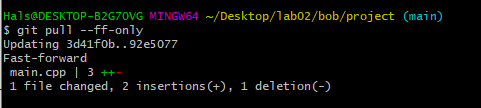 Hals@DESKTOP-B2G7OVG MINGW64 ~/Desktop/lab02/bob/project (main)
$ git pull --ff-only
Updating 3d41f0b..92e5077
Fast-forward
 main.cpp | 3 ++-
 1 file changed, 2 insertions(+), 1 deletion(-)